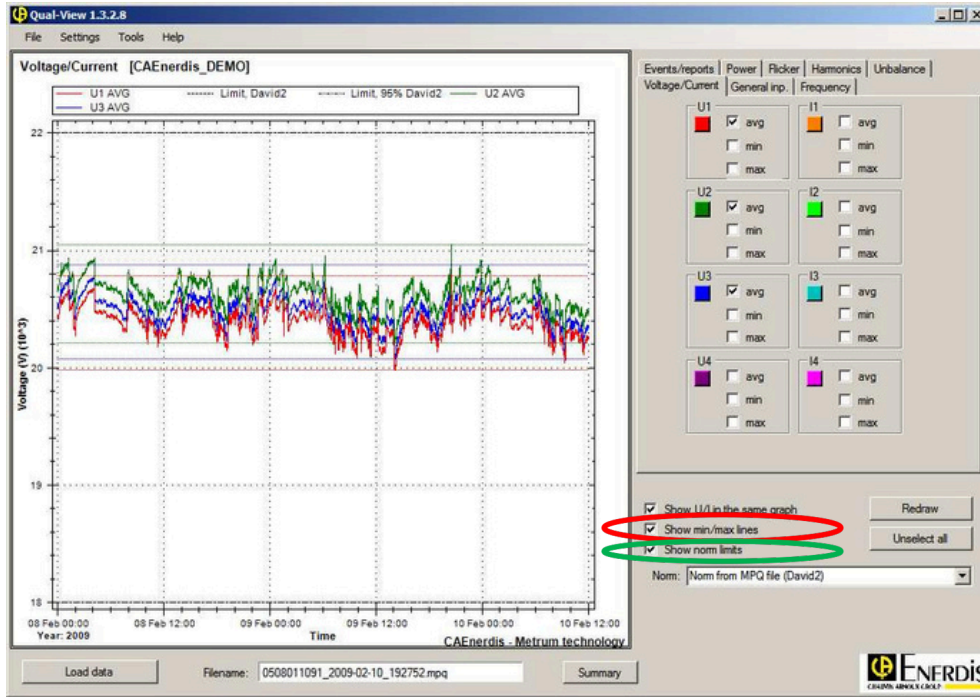 Qual-View 1.3.2.8
File Settings Tools Help
Voltage/Current [CAEnerdis_DEMO]
U1 AVG Limit, David2 Limit, 95% David2 U2 AVG
U3 AVG
22
21
20
19
18
Voltage (V) (10^3)
08 Feb 00:00 08 Feb 12:00 09 Feb 00:00 09 Feb 12:00 10 Feb 00:00 10 Feb 12:00
Year: 2009 Time
CAEnerdis - Metrum technology
Events/reports Power Flicker Harmonics Unbalance
Voltage/Current General inp. Frequency
U1 I1
avg avg
min min
max max
U2 I2
avg avg
min min
max max
U3 I3
avg avg
min min
max max
U4 I4
avg avg
min min
max max
Show U/I in the same graph Redraw
Show min/max lines
Unselect all
Show norm limits
Norm: Norm from MPQ file (David2)
Load data Filename: 0508011091_2009-02-10_192752.mpq Summary
ENERDIS
CHAUVIN ARNOUX GROUP